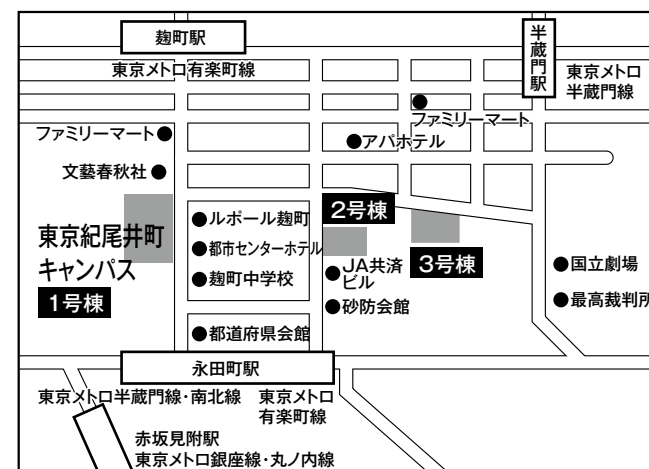 麹町駅
半蔵門駅
東京メトロ有楽町線
東京メトロ
半蔵門線
ファミリーマート
ファミリーマート
アパホテル
文藝春秋社
東京紀尾井町
キャンパス
1号棟
ルポール麹町
都市センターホテル
麹町中学校
都道府県会館
2号棟
JA共済
ビル
砂防会館
3号棟
国立劇場
最高裁判所
永田町駅
東京メトロ半蔵門線・南北線
東京メトロ
有楽町線
赤坂見附駅
東京メトロ銀座線・丸ノ内線